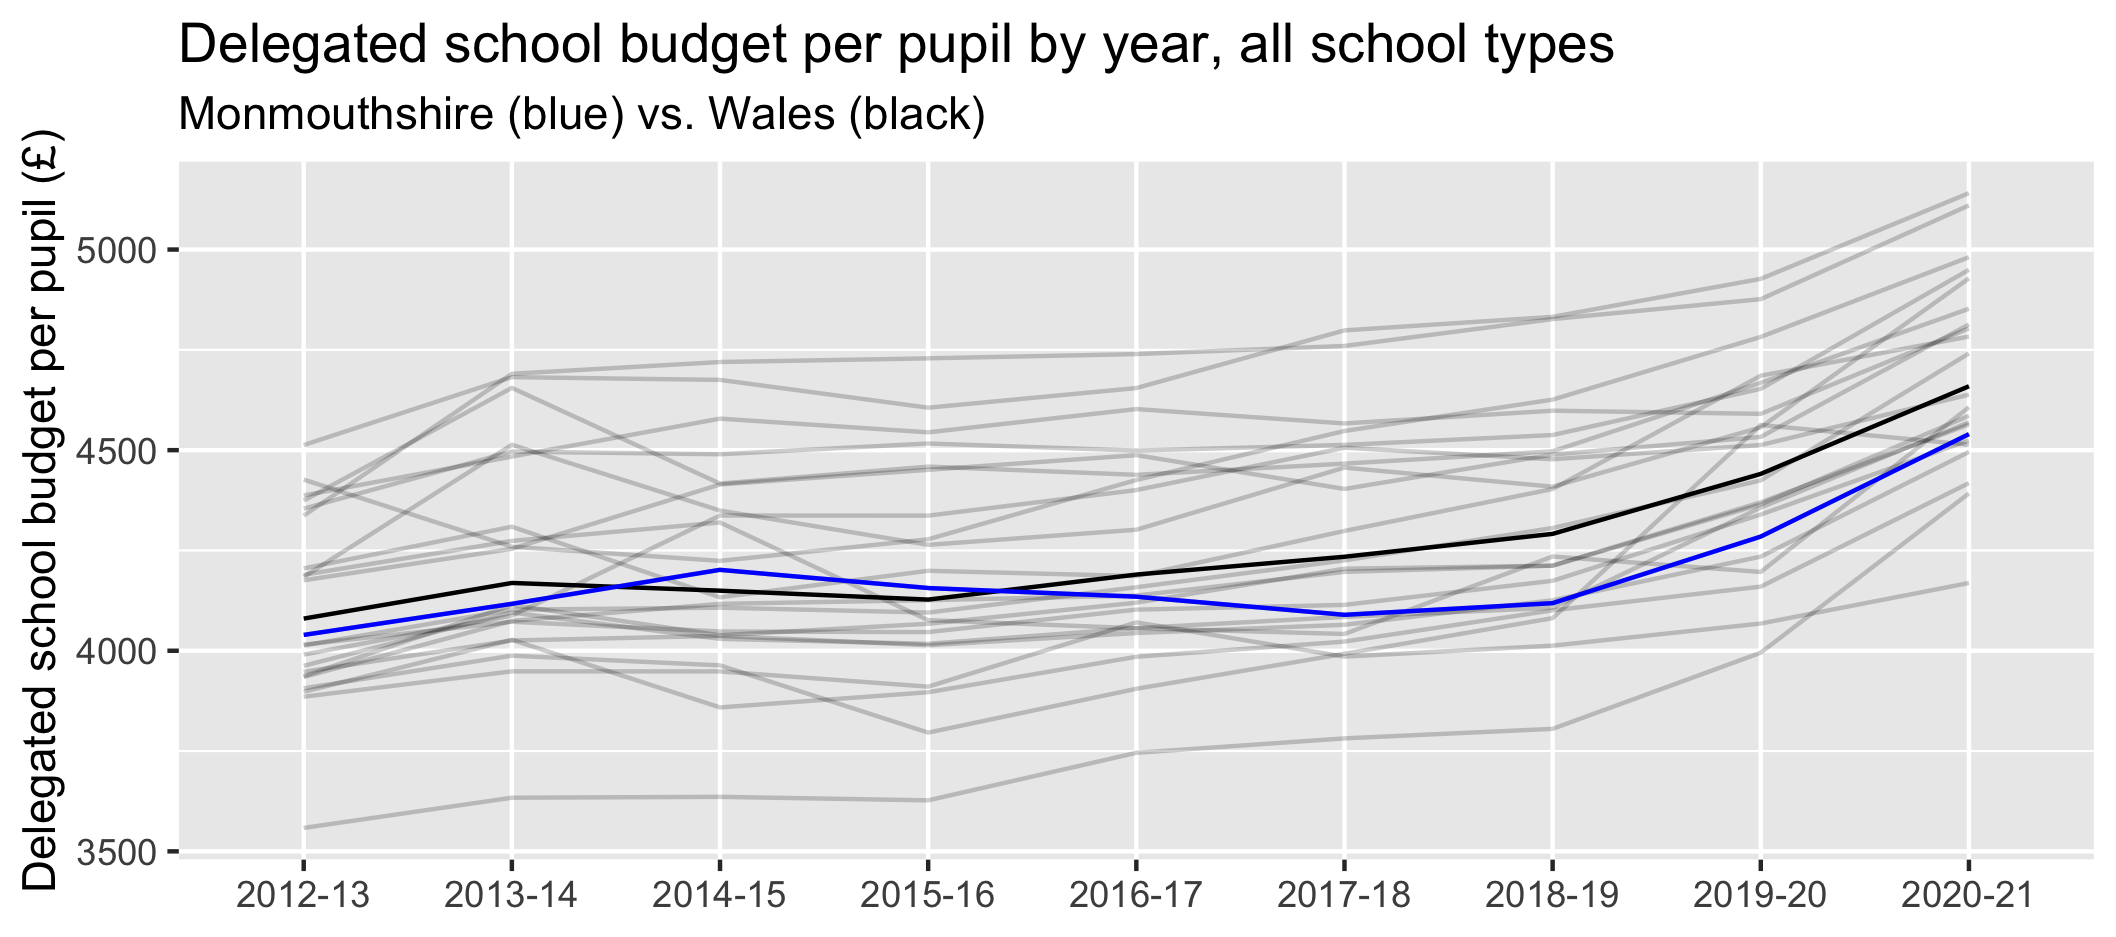 Delegated school budget per pupil by year, all school types
Monmouthshire (blue) vs. Wales (black)
Delegated school budget per pupil (£)
5000
4500
4000
3500
2012-13 2013-14 2014-15 2015-16 2016-17 2017-18 2018-19 2019-20 2020-21